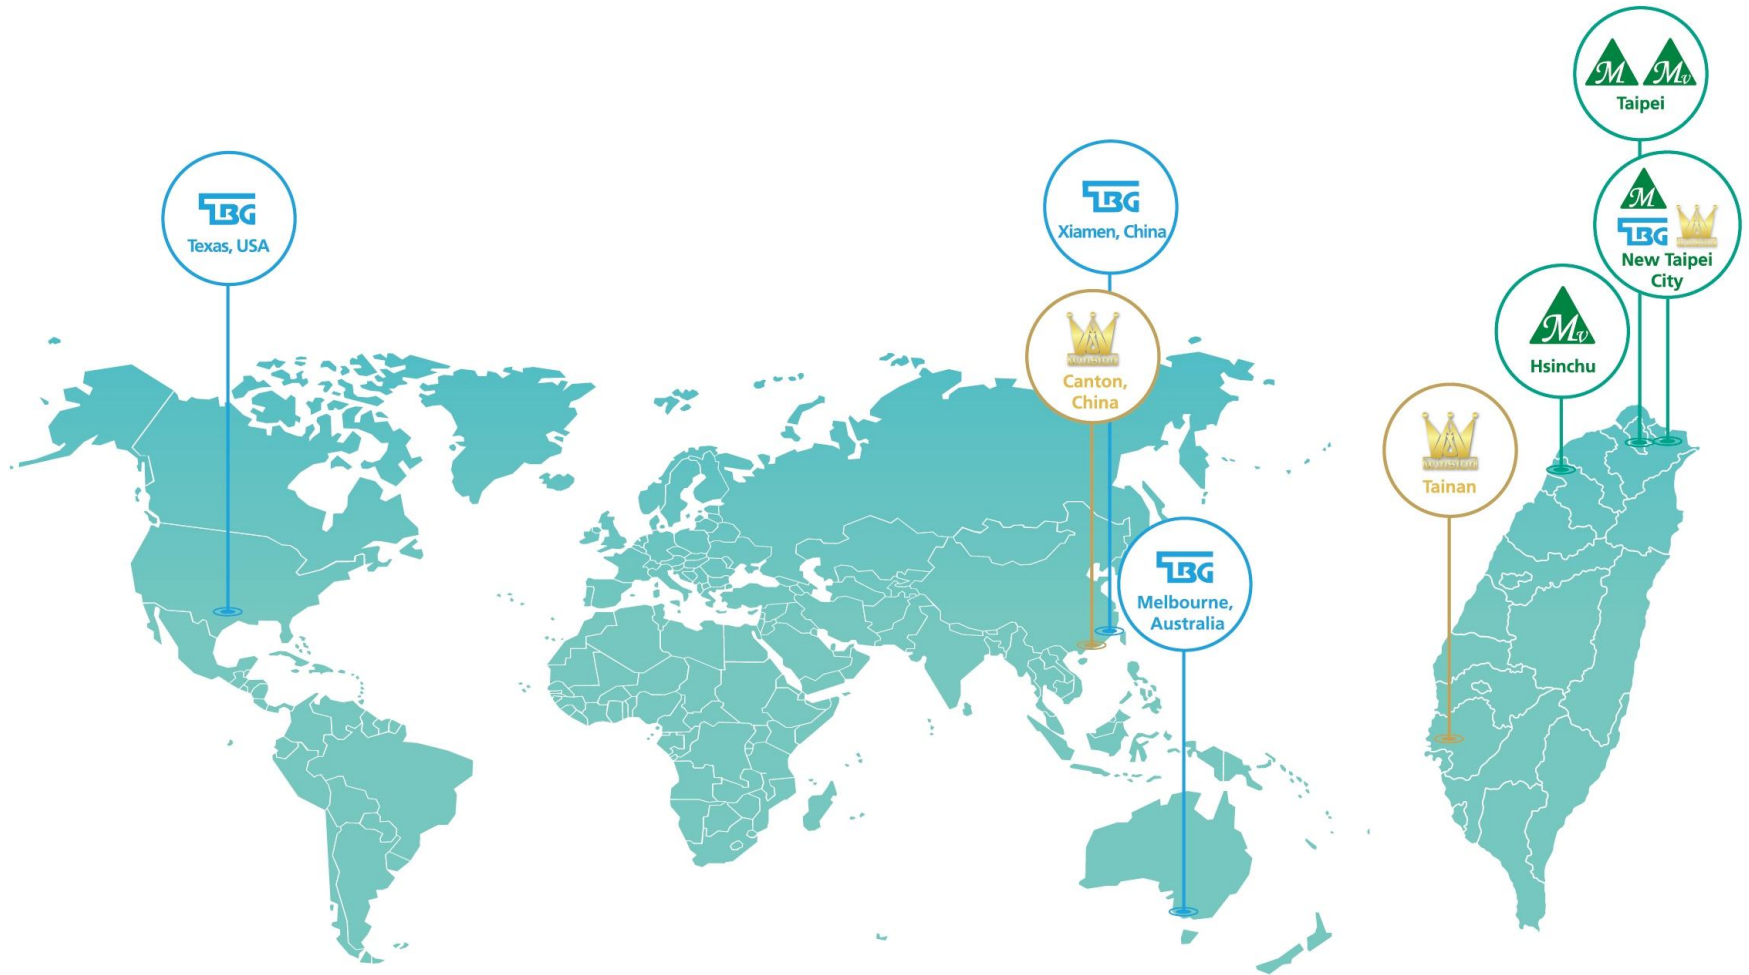 M Mv
Taipei
TBG
Texas, USA
TBG
Xiamen, China
M
TBG
New Taipei
City
Mv
Hsinchu
Canton,
China
Tainan
TBG
Melbourne,
Australia